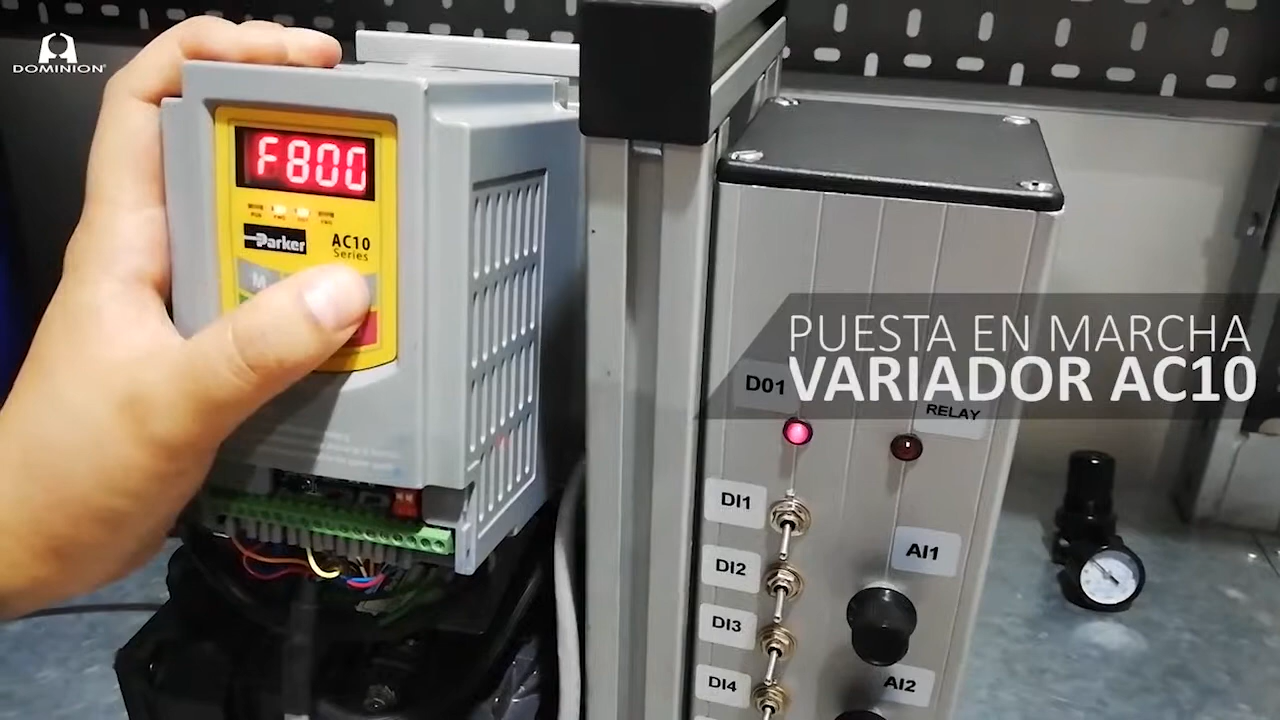 DOMINION®
F800
Parker
AC10
Series
M
PUESTA EN MARCHA
VARIADOR AC10
D01
RELAY
DI1
DI2
DI3
DI4
AI1
AI2